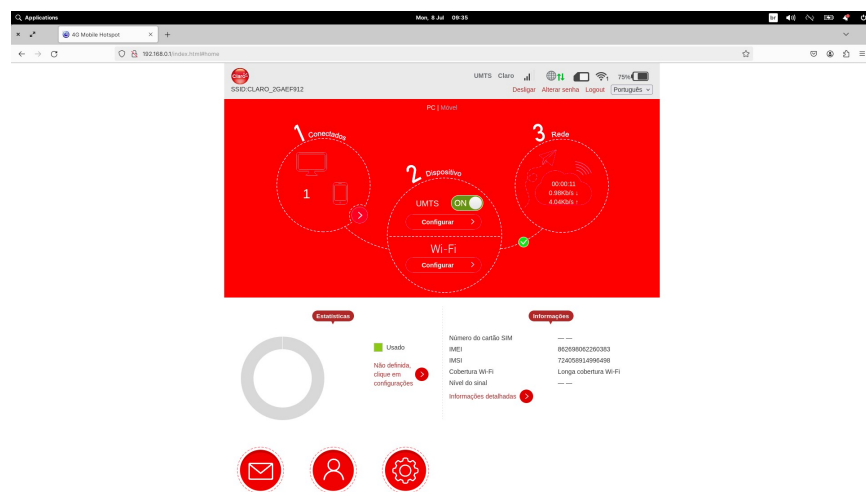 Applications
Mon, 8 Jul 09:35
br
4G Mobile Hotspot
192.168.0.1/index.html#home
Claro
UMTS Claro 75%
SSID:CLARO_2GAEF912
Desligar Alterar senha Logout Português
PC | Móvel
1 Conectados
2 Dispositivo
3 Rede
1
UMTS ON
Configurar
Wi-Fi
Configurar
00:00:11
0.98Kb/s ↓
4.04Kb/s ↑
Estatísticas
Usado
Não definida,
clique em
configurações
Informações
Número do cartão SIM — —
IMEI 862698062260383
IMSI 724058914996498
Cobertura Wi-Fi Longa cobertura Wi-Fi
Nível do sinal — —
Informações detalhadas